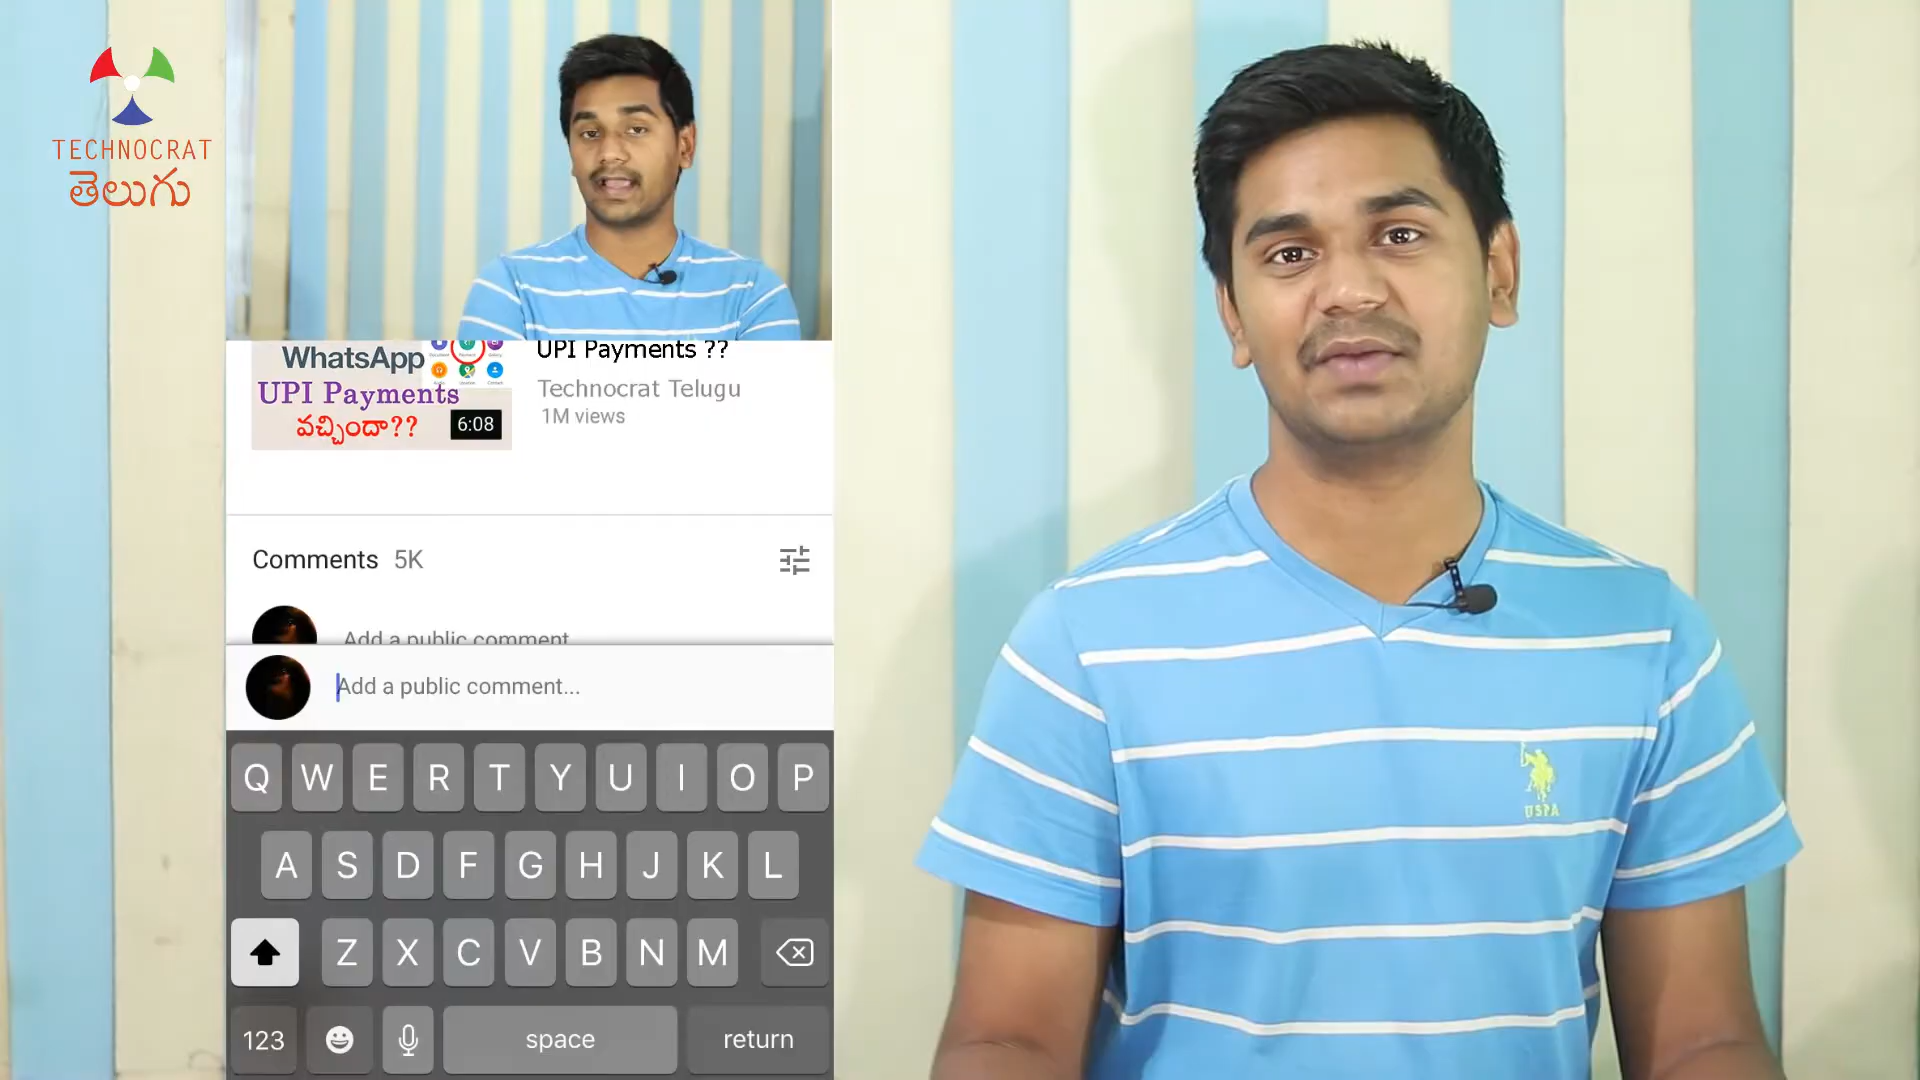 TECHNOCRAT
తెలుగు
WhatsApp
UPI Payments
వచ్చిందా??
6:08
UPI Payments ??
Technocrat Telugu
1M views
Comments 5K
Add a public comment
Add a public comment...
Q W E R T Y U I O P
A S D F G H J K L
Z X C V B N M
123 space return
USPA